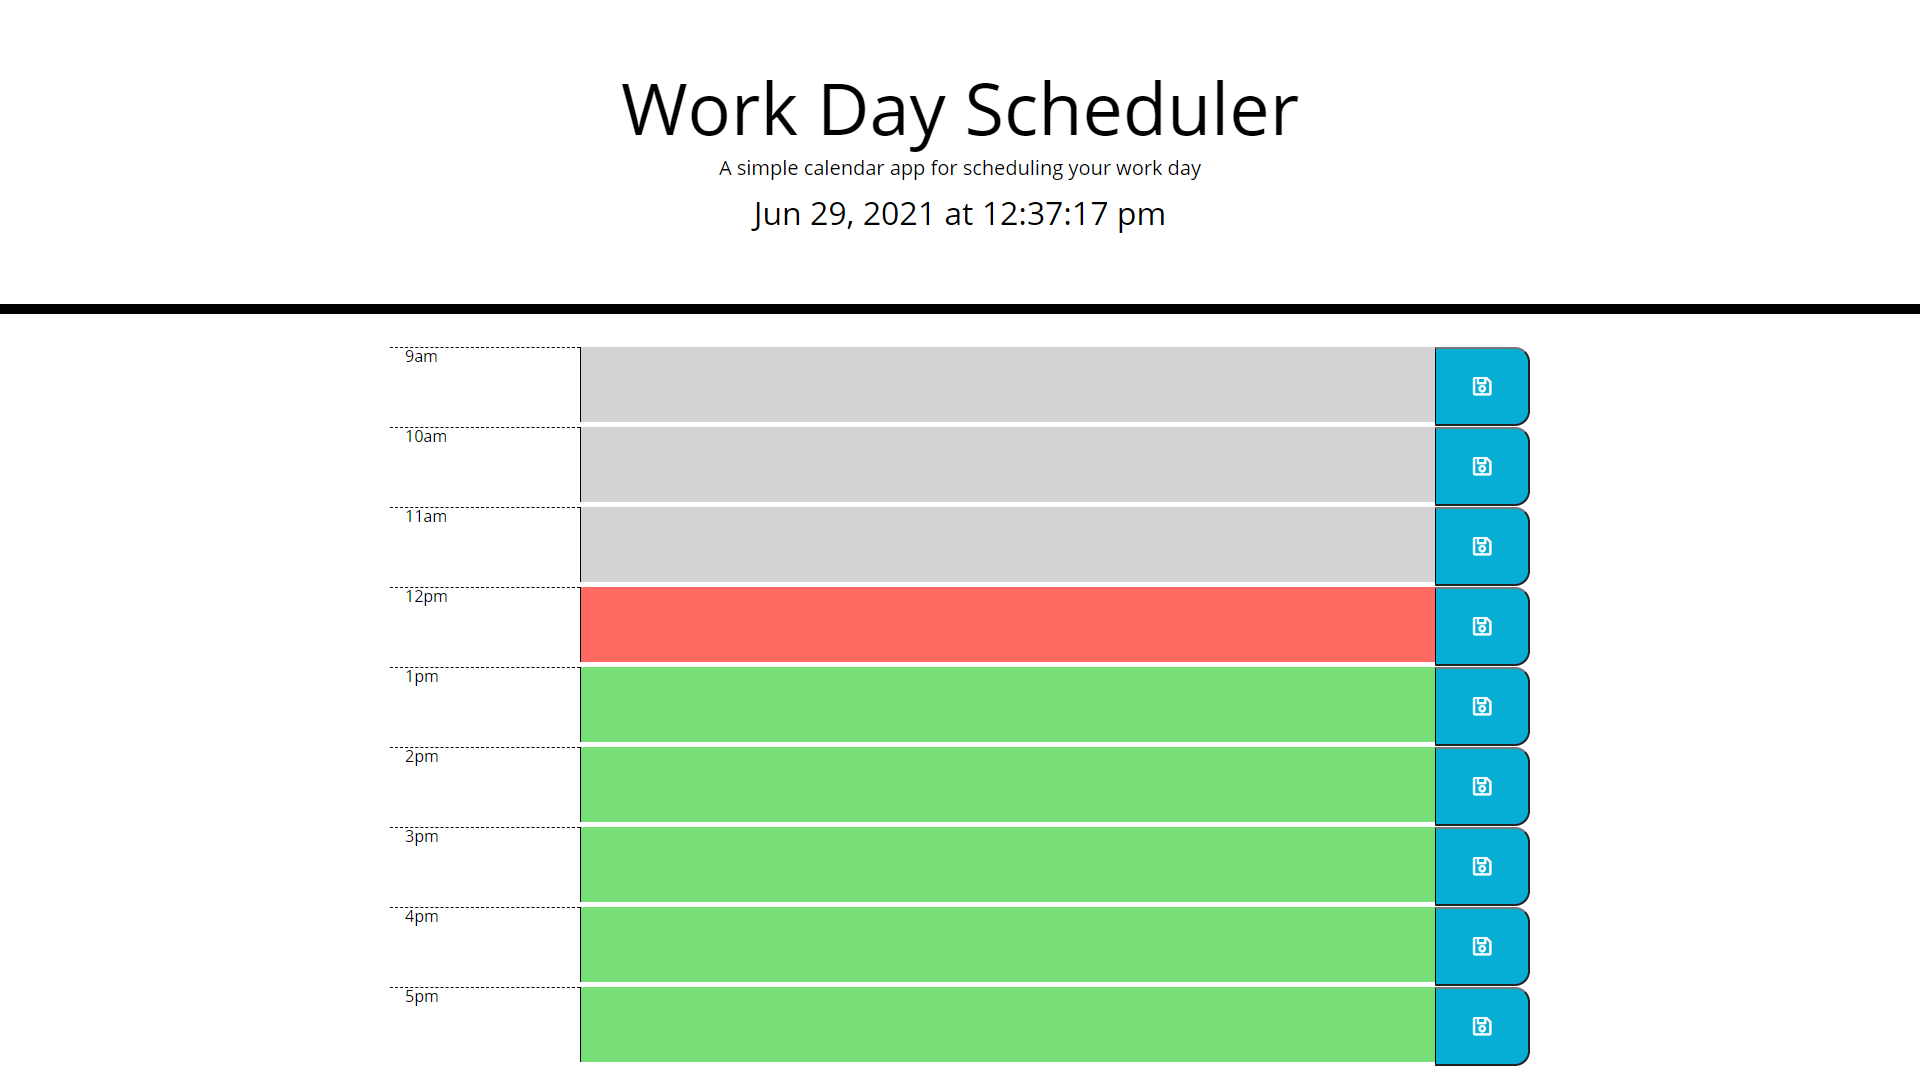 Work Day Scheduler
A simple calendar app for scheduling your work day
Jun 29, 2021 at 12:37:17 pm
9am
10am
11am
12pm
1pm
2pm
3pm
4pm
5pm